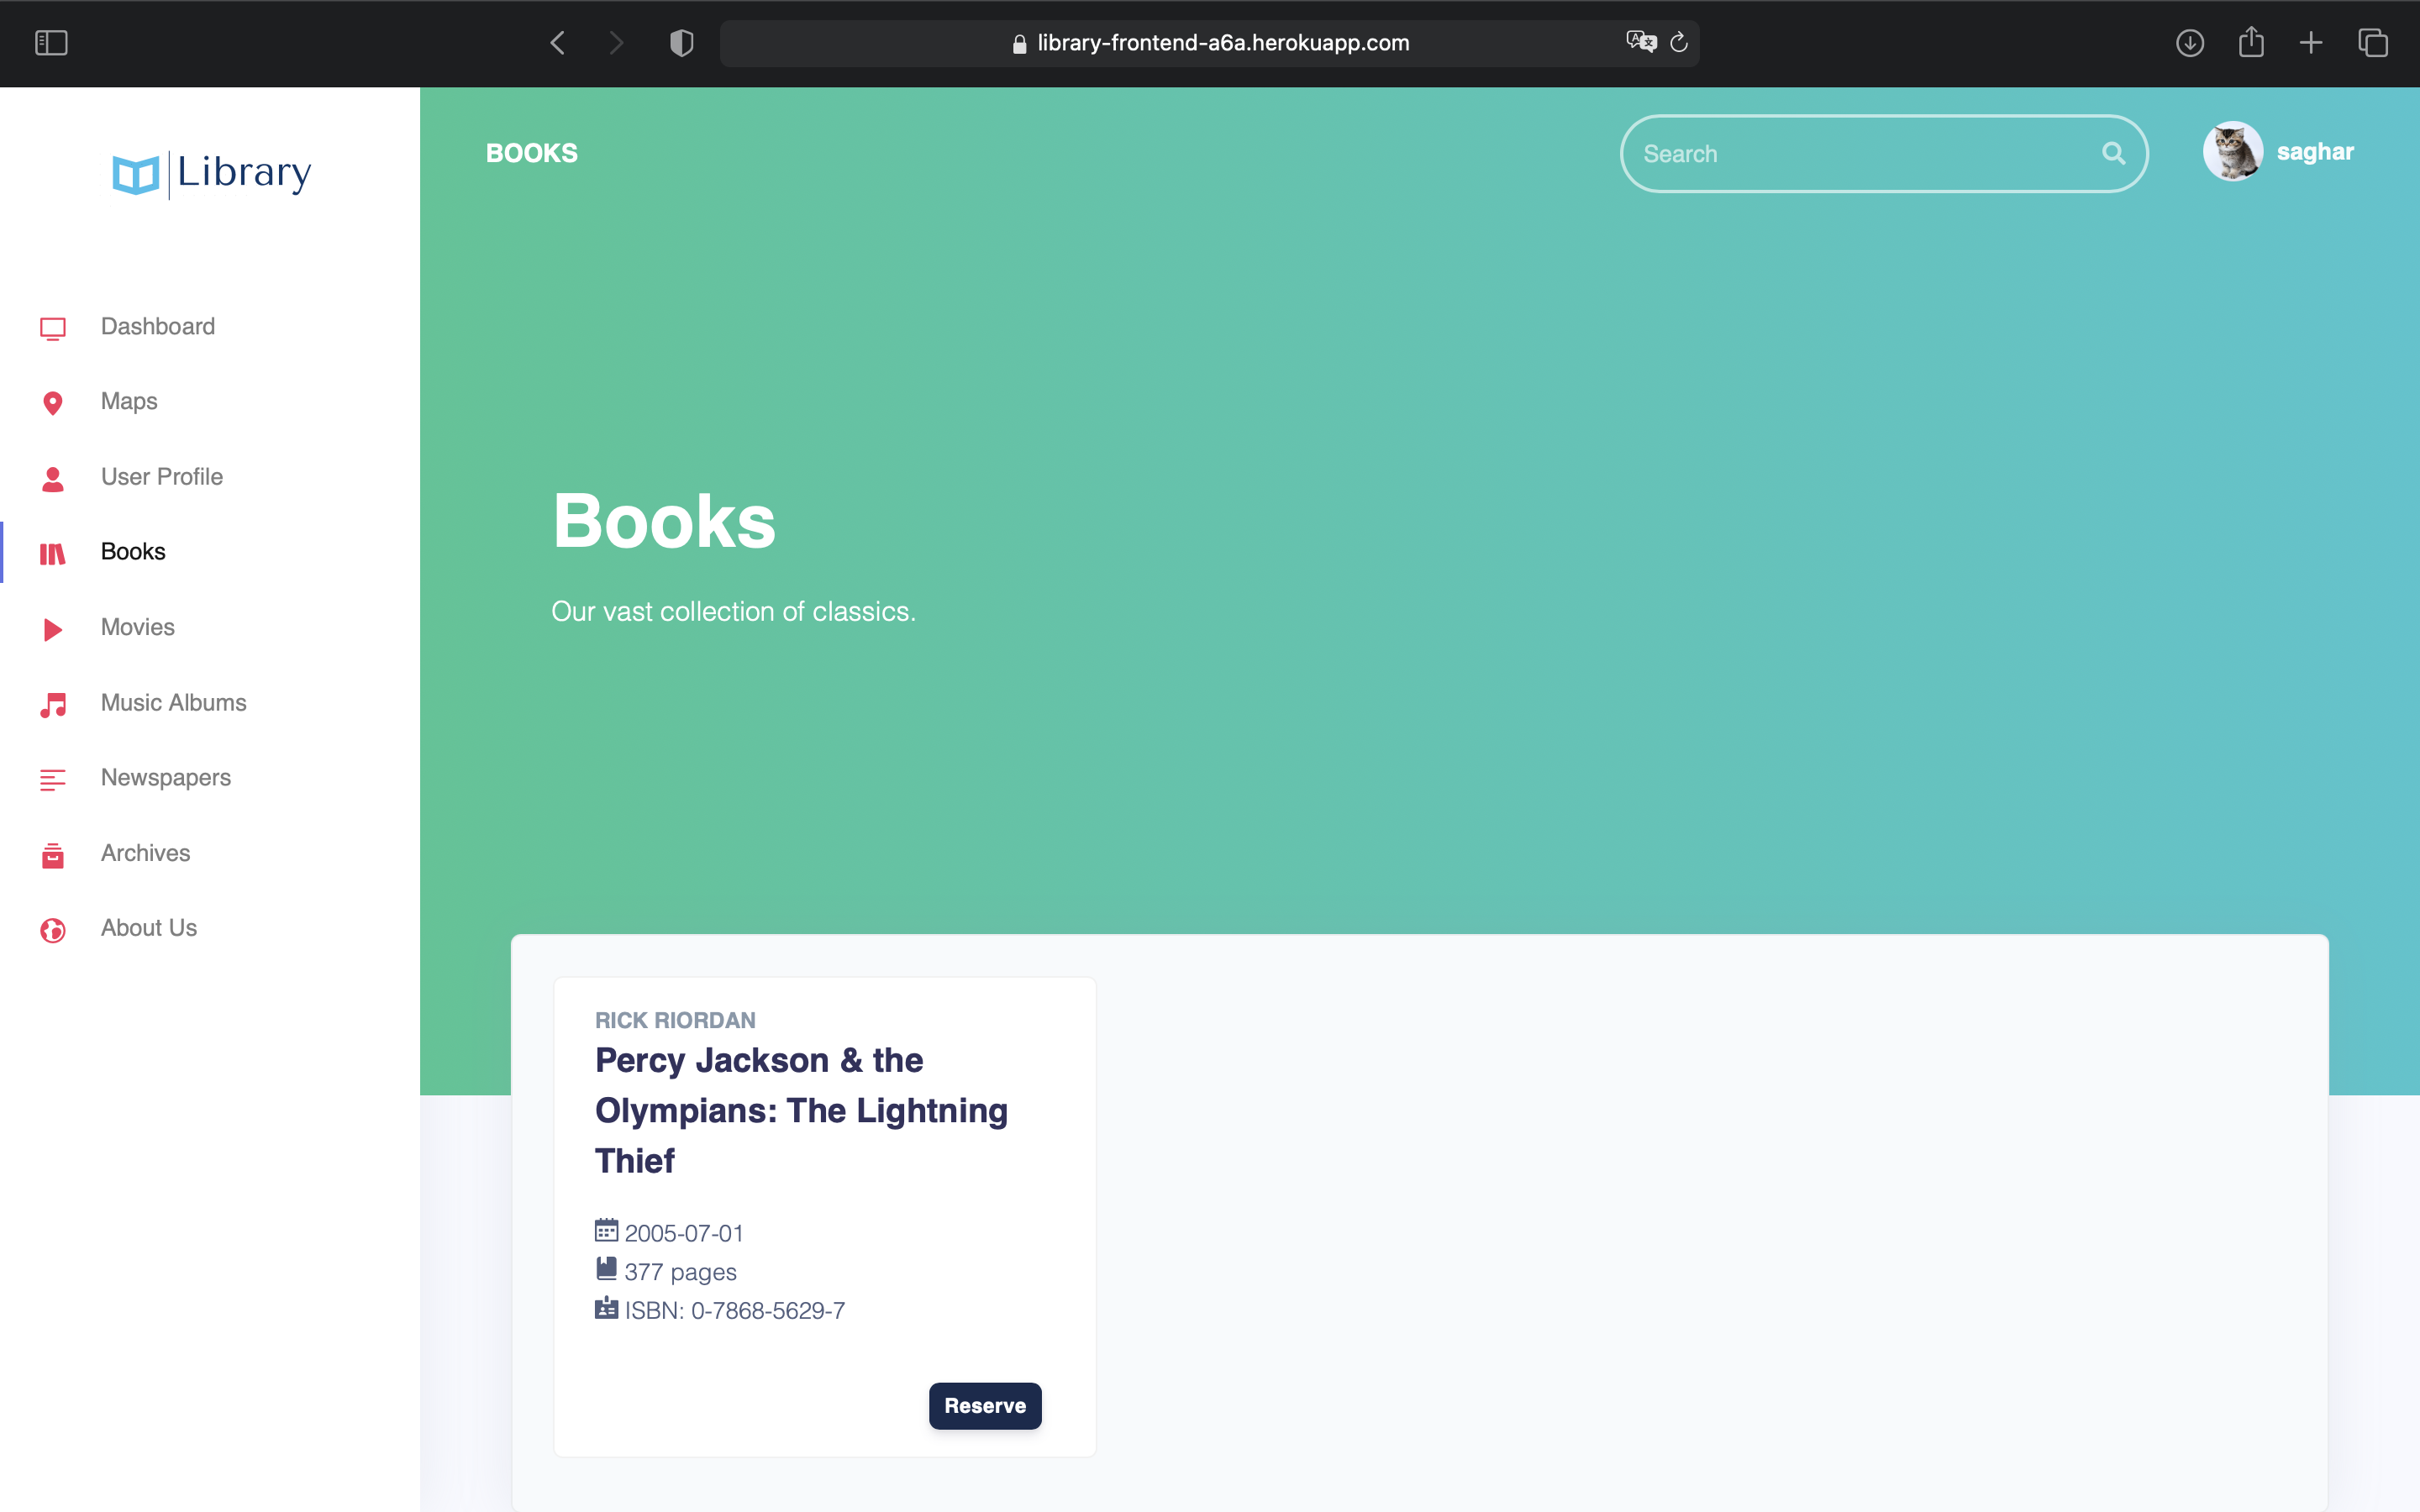 library-frontend-a6a.herokuapp.com
Library
BOOKS
Search
saghar
Dashboard
Maps
User Profile
Books
Movies
Music Albums
Newspapers
Archives
About Us
Books
Our vast collection of classics.
RICK RIORDAN
Percy Jackson & the
Olympians: The Lightning
Thief
2005-07-01
377 pages
ISBN: 0-7868-5629-7
Reserve